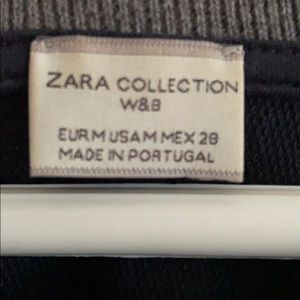 ZARA COLLECTION
W&B
EUR M USA M MEX 28
MADE IN PORTUGAL